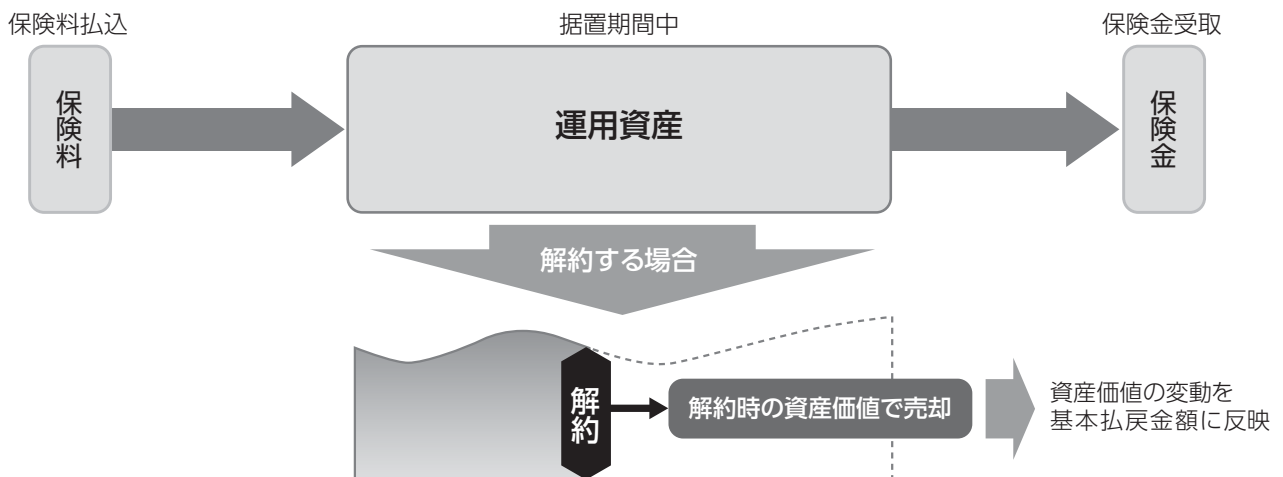 保険料払込
据置期間中
保険金受取
保険料
運用資産
保険金
解約する場合
解約
解約時の資産価値で売却
資産価値の変動を
基本払戻金額に反映